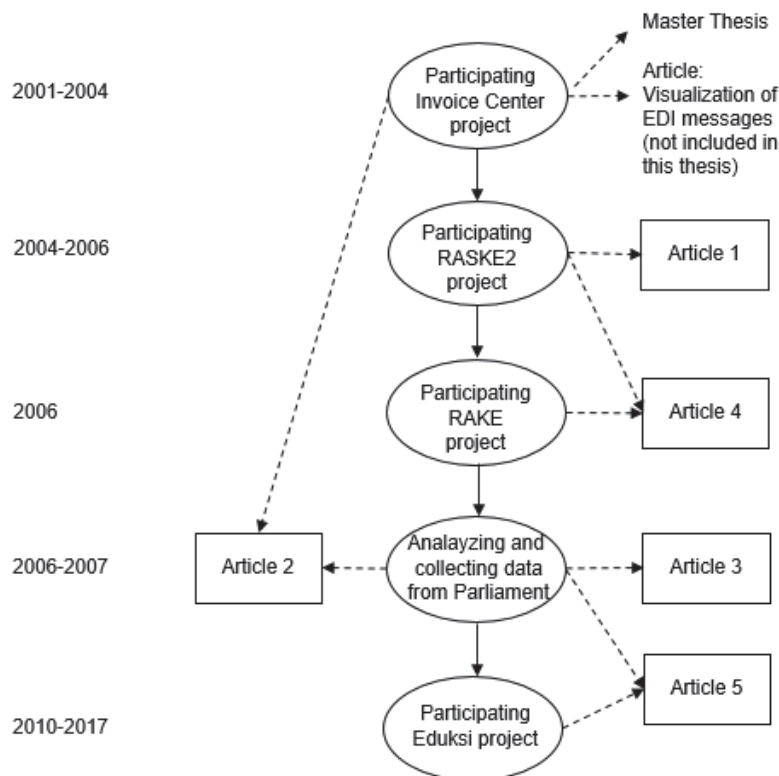 Master Thesis
2001-2004
Participating
Invoice Center
project
Article:
Visualization of
EDI messages
(not included in
this thesis)
2004-2006
Participating
RASKE2
project
Article 1
2006
Participating
RAKE
project
Article 4
2006-2007
Article 2
Analayzing and
collecting data
from Parliament
Article 3
Article 5
2010-2017
Participating
Eduksi project